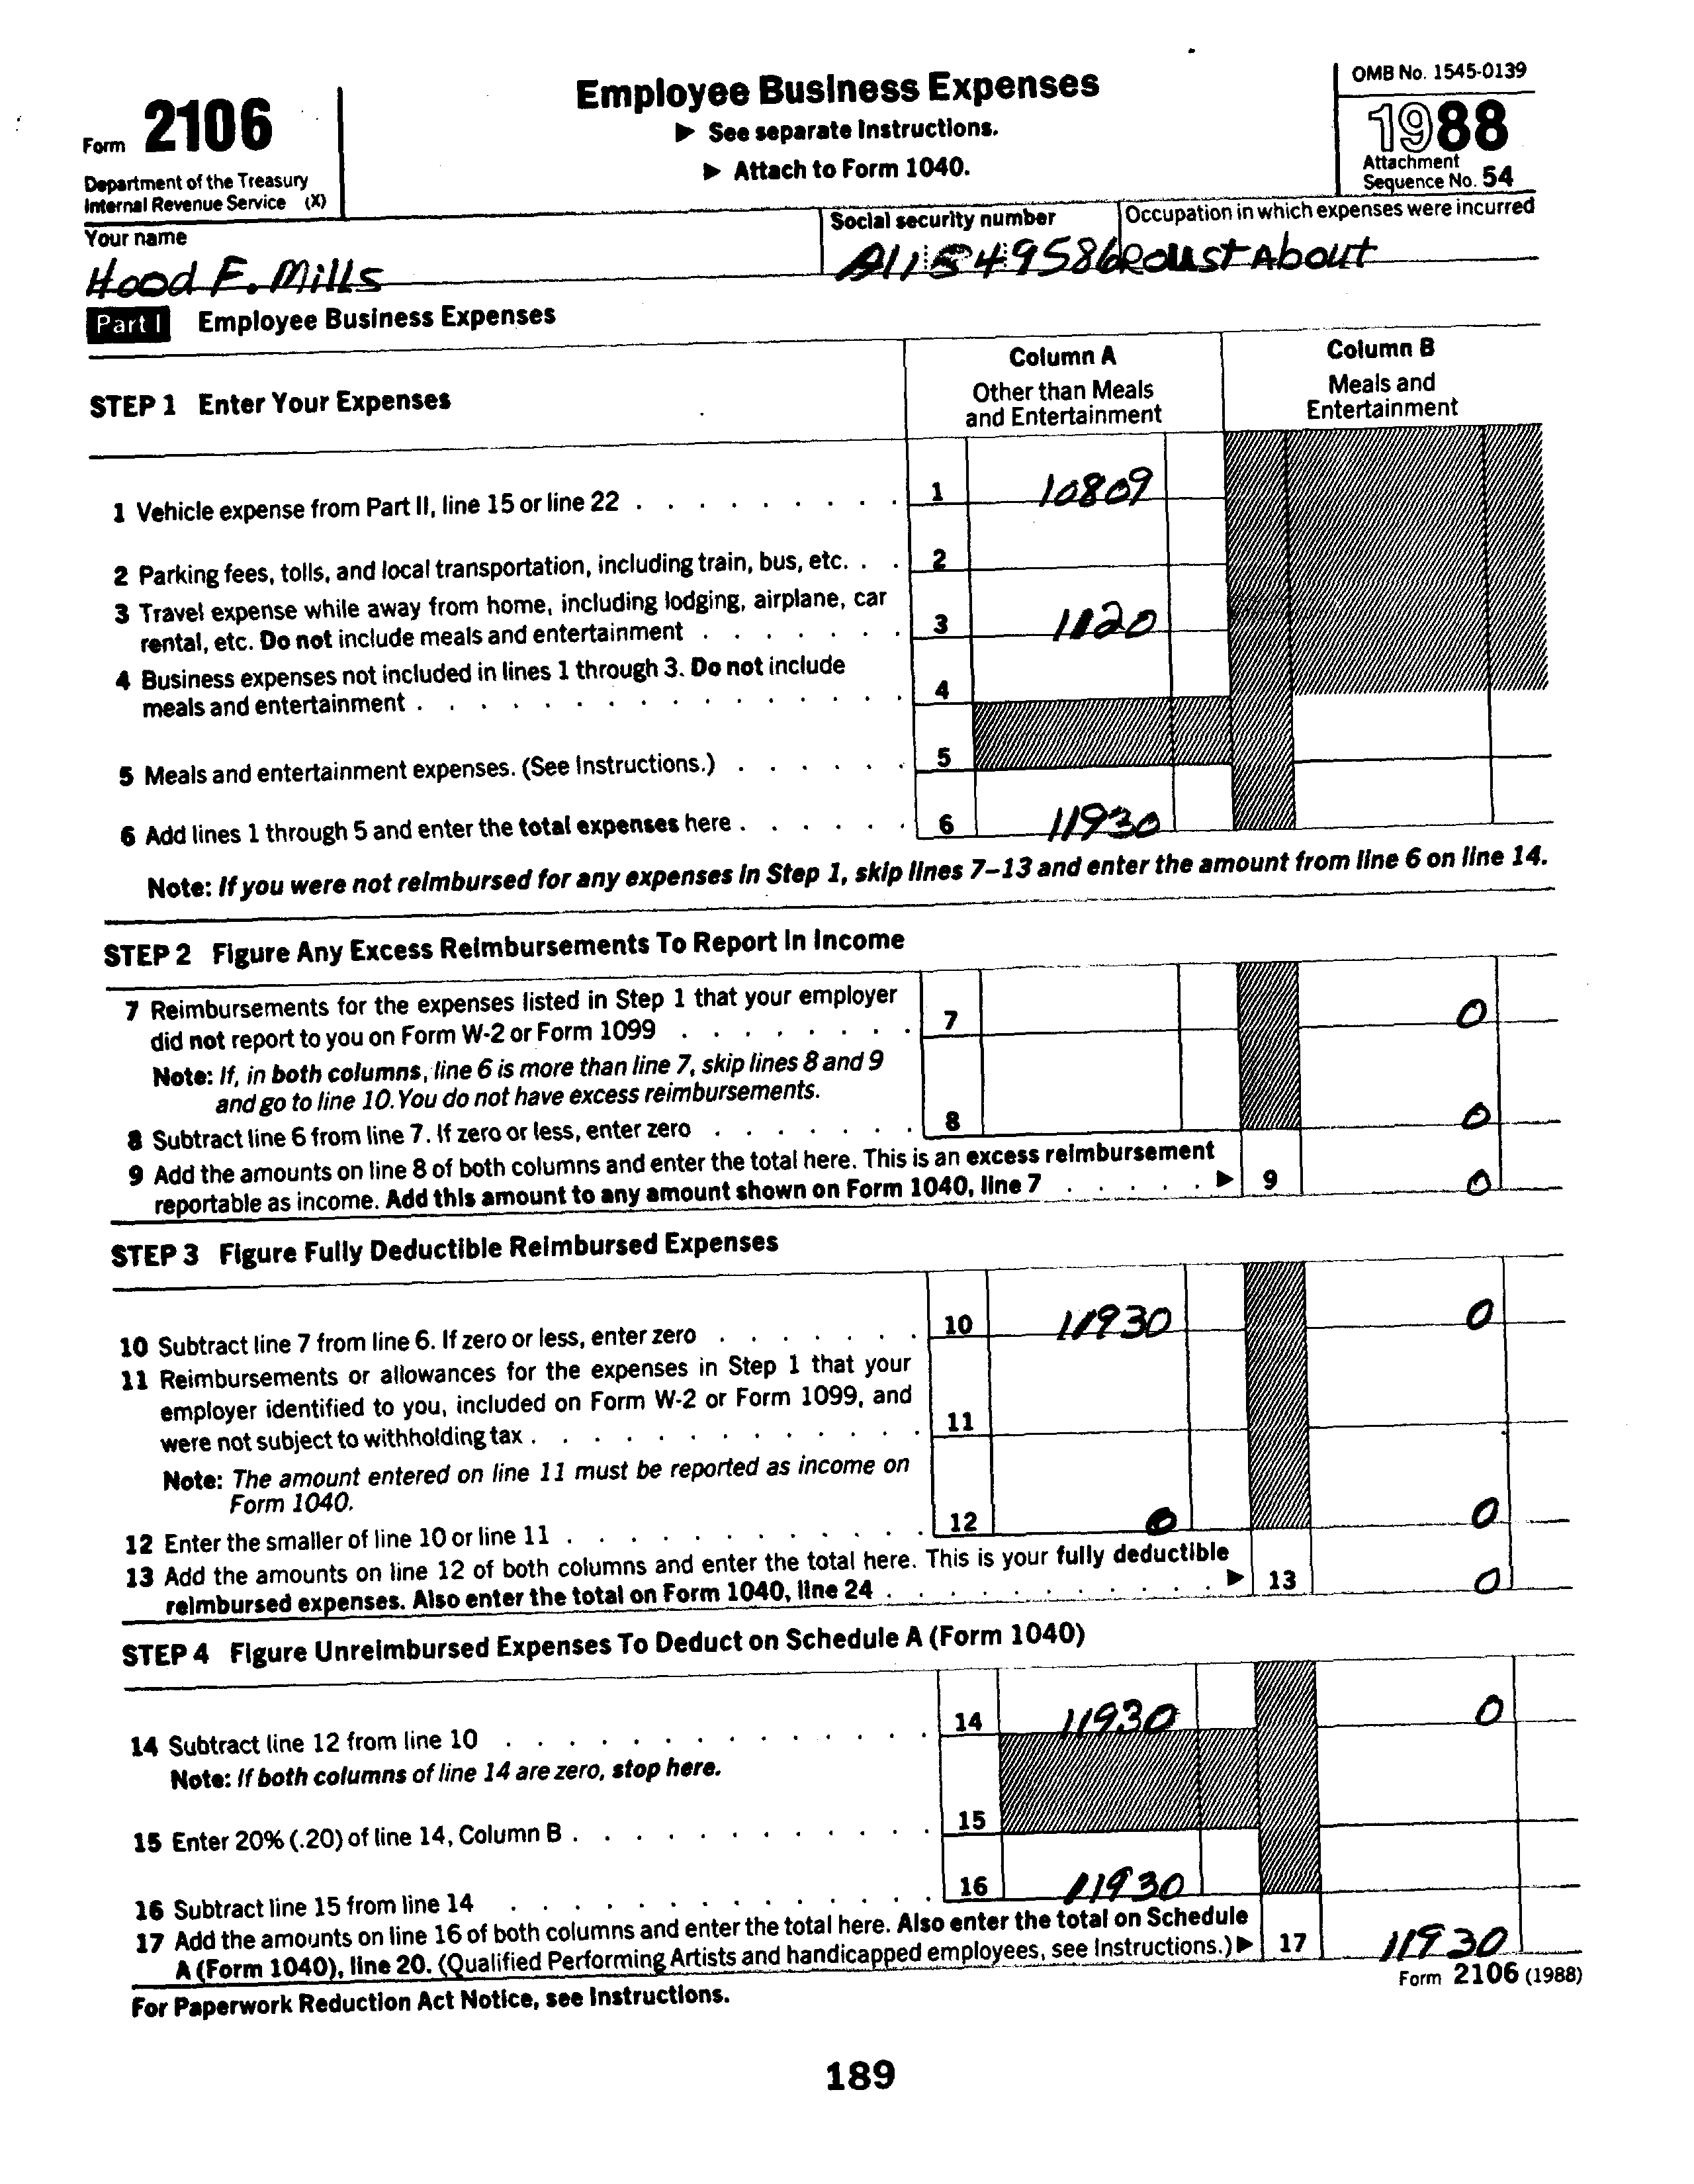 Form 2106
Department of the Treasury
Internal Revenue Service (X)
Employee Business Expenses
▶ See separate Instructions.
▶ Attach to Form 1040.
OMB No. 1545-0139
1988
Attachment
Sequence No. 54
Your name
Hood F. Mills
Social security number
Occupation in which expenses were incurred
Roust About
Part I Employee Business Expenses
STEP 1 Enter Your Expenses
Column A
Other than Meals
and Entertainment
Column B
Meals and
Entertainment
1 Vehicle expense from Part II, line 15 or line 22 . . . . . . . . . 1 10809
2 Parking fees, tolls, and local transportation, including train, bus, etc. . . 2
3 Travel expense while away from home, including lodging, airplane, car
rental, etc. Do not include meals and entertainment . . . . . . . 3 1120
4 Business expenses not included in lines 1 through 3. Do not include
meals and entertainment . . . . . . . . . . . . . . . . 4
5 Meals and entertainment expenses. (See Instructions.) . . . . . . 5
6 Add lines 1 through 5 and enter the total expenses here . . . . . . 6 11930
Note: If you were not reimbursed for any expenses in Step 1, skip lines 7–13 and enter the amount from line 6 on line 14.
STEP 2 Figure Any Excess Reimbursements To Report In Income
7 Reimbursements for the expenses listed in Step 1 that your employer
did not report to you on Form W-2 or Form 1099 . . . . . . . . 7 0
Note: If, in both columns, line 6 is more than line 7, skip lines 8 and 9
and go to line 10. You do not have excess reimbursements.
8 Subtract line 6 from line 7. If zero or less, enter zero . . . . . . . 8 0
9 Add the amounts on line 8 of both columns and enter the total here. This is an excess reimbursement
reportable as income. Add this amount to any amount shown on Form 1040, line 7 . . . . . ▶ 9 0
STEP 3 Figure Fully Deductible Reimbursed Expenses
10 Subtract line 7 from line 6. If zero or less, enter zero . . . . . . . 10 11930 0
11 Reimbursements or allowances for the expenses in Step 1 that your
employer identified to you, included on Form W-2 or Form 1099, and
were not subject to withholding tax . . . . . . . . . . . . . 11
Note: The amount entered on line 11 must be reported as income on
Form 1040.
12 Enter the smaller of line 10 or line 11 . . . . . . . . . . . . 12 0 0
13 Add the amounts on line 12 of both columns and enter the total here. This is your fully deductible
reimbursed expenses. Also enter the total on Form 1040, line 24 . . . . . . . . . . . ▶ 13 0
STEP 4 Figure Unreimbursed Expenses To Deduct on Schedule A (Form 1040)
14 Subtract line 12 from line 10 . . . . . . . . . . . . . . 14 11930 0
Note: If both columns of line 14 are zero, stop here.
15 Enter 20% (.20) of line 14, Column B . . . . . . . . . . . . 15
16 Subtract line 15 from line 14 . . . . . . . . . . . . . . 16 11930
17 Add the amounts on line 16 of both columns and enter the total here. Also enter the total on Schedule
A (Form 1040), line 20. (Qualified Performing Artists and handicapped employees, see Instructions.) ▶ 17 11930
For Paperwork Reduction Act Notice, see Instructions.
Form 2106 (1988)
189